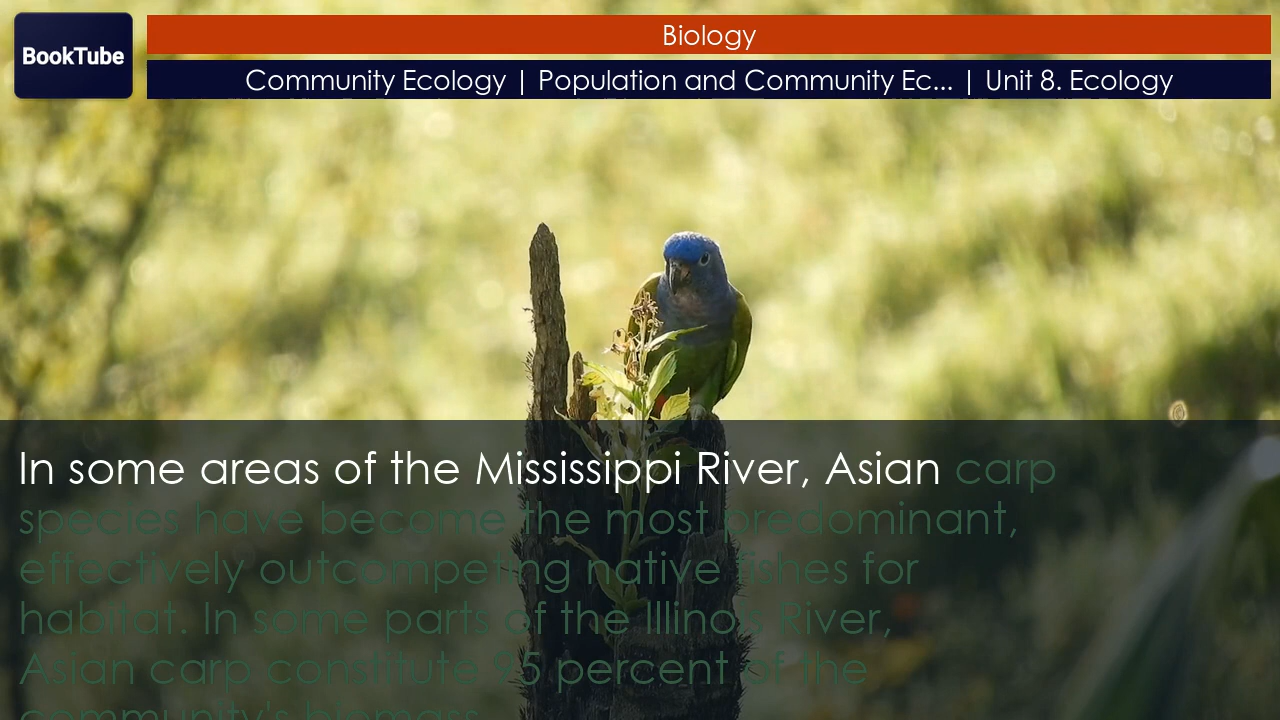 BookTube
Biology
Community Ecology | Population and Community Ec... | Unit 8. Ecology
In some areas of the Mississippi River, Asian carp
species have become the most predominant,
effectively outcompeting native fishes for
habitat. In some parts of the Illinois River,
Asian carp constitute 95 percent of the
community's biomass.